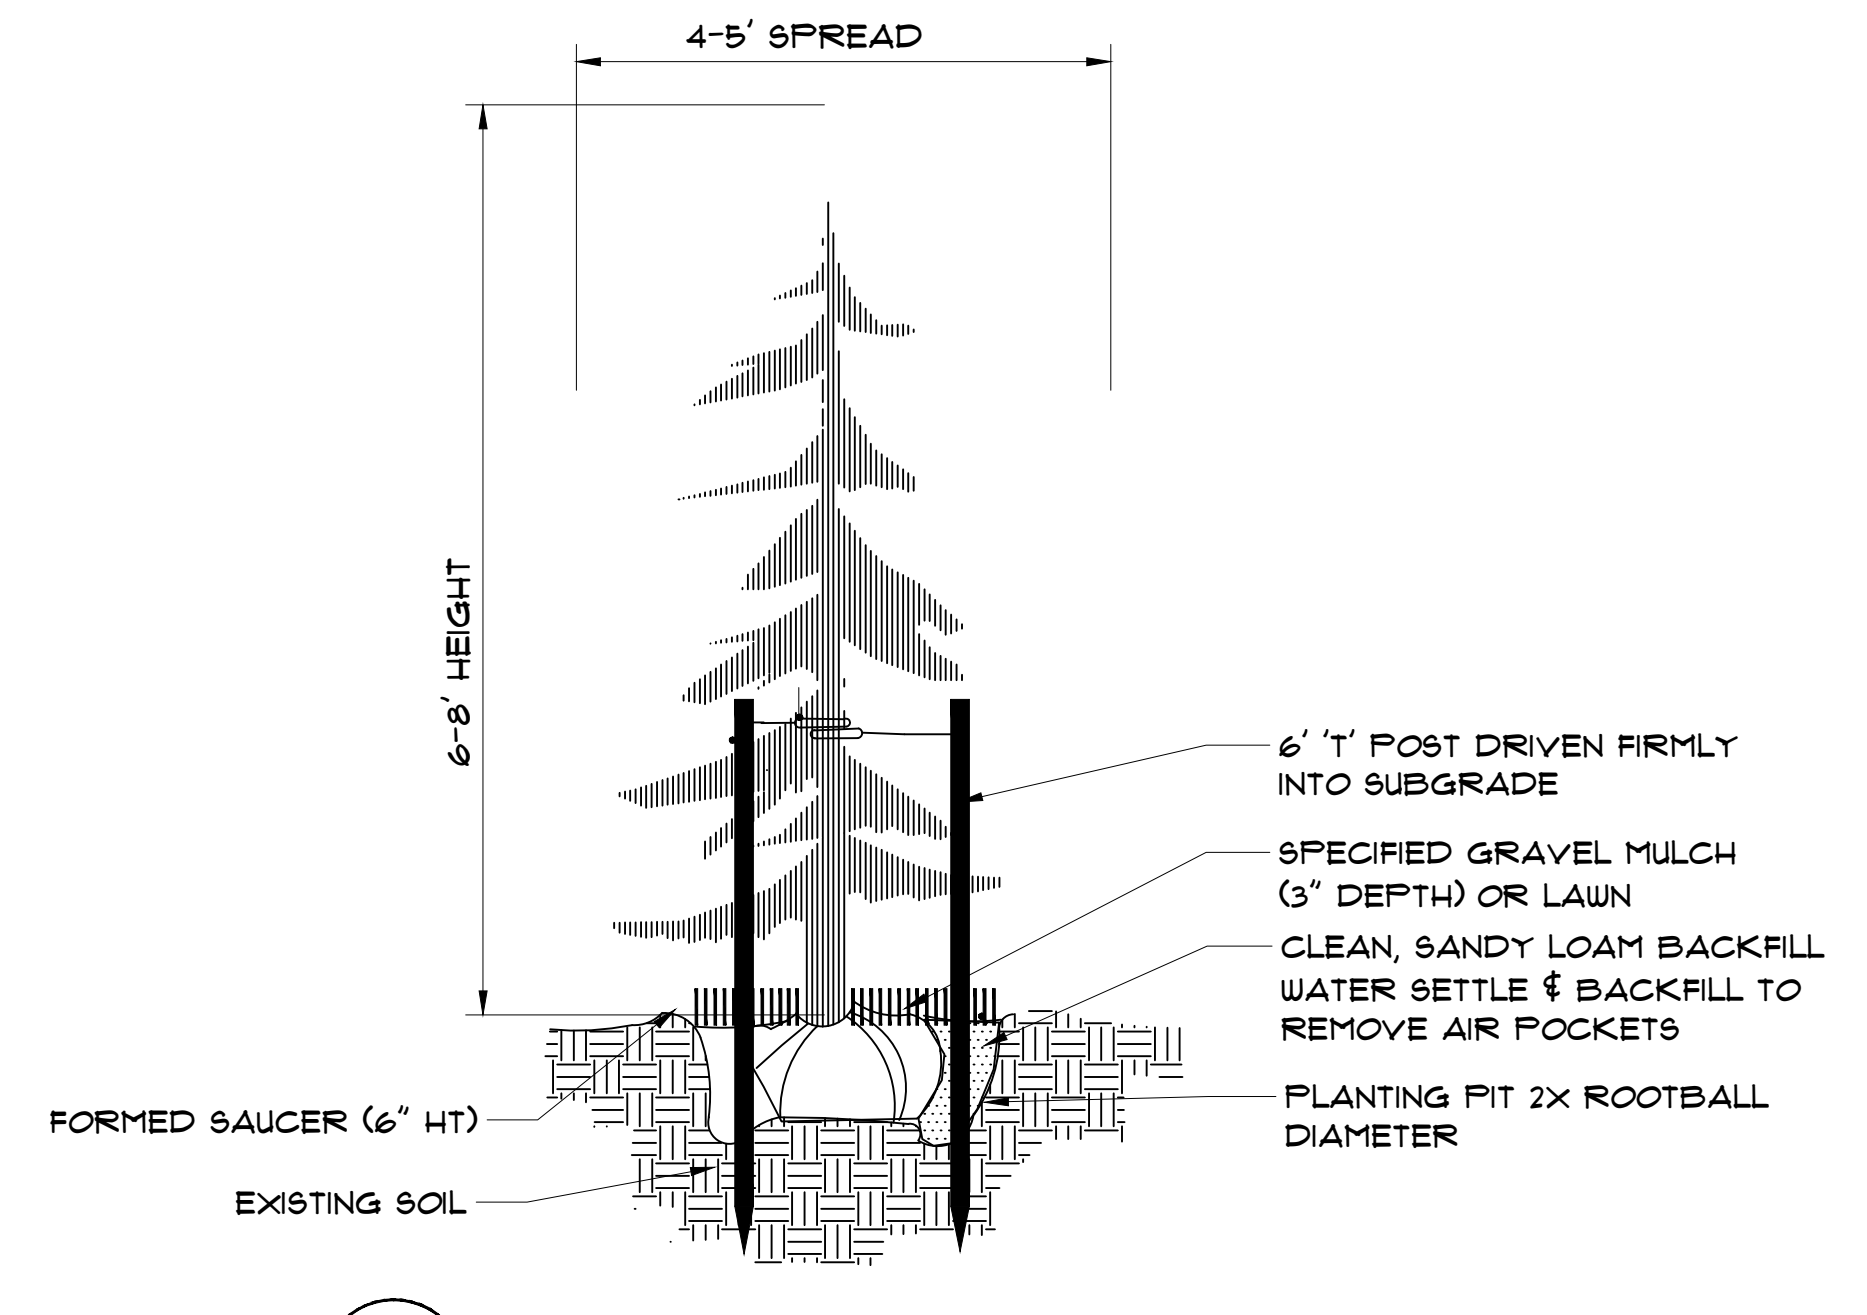 4-5' SPREAD
6-8' HEIGHT
6' 'T' POST DRIVEN FIRMLY
INTO SUBGRADE
SPECIFIED GRAVEL MULCH
(3" DEPTH) OR LAWN
CLEAN, SANDY LOAM BACKFILL
WATER SETTLE & BACKFILL TO
REMOVE AIR POCKETS
PLANTING PIT 2X ROOTBALL
DIAMETER
FORMED SAUCER (6" HT)
EXISTING SOIL